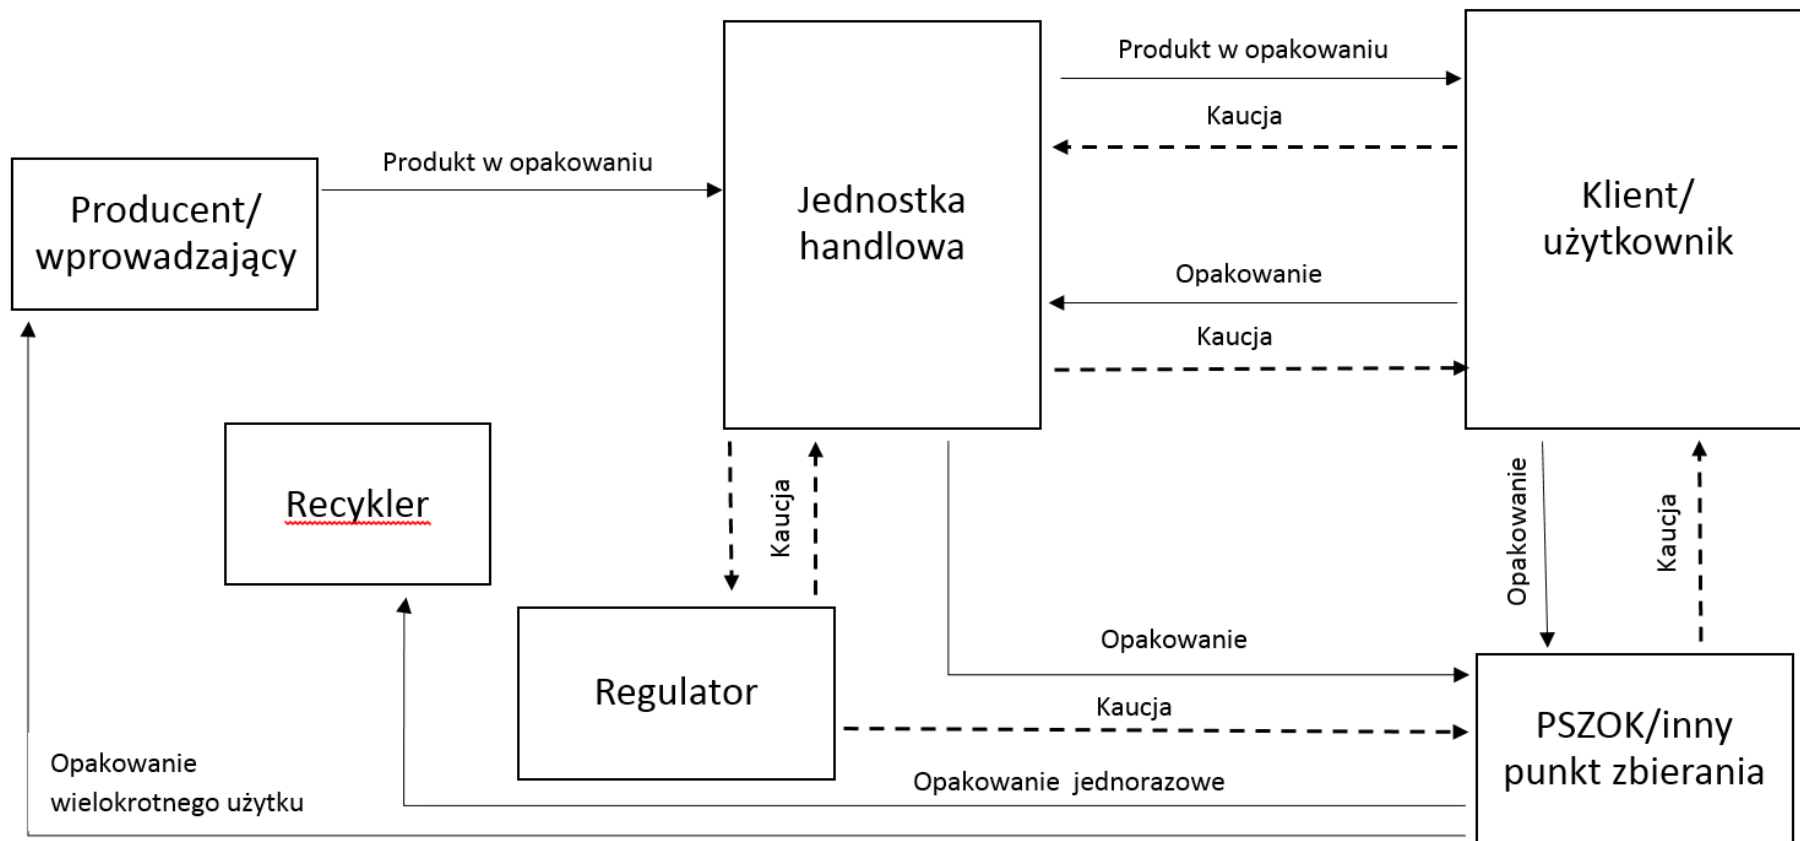 Produkt w opakowaniu
Kaucja
Produkt w opakowaniu
Producent/
wprowadzający
Jednostka
handlowa
Klient/
użytkownik
Opakowanie
Kaucja
Recykler
Kaucja
Opakowanie
Kaucja
Opakowanie
Regulator
Kaucja
PSZOK/inny
punkt zbierania
Opakowanie
wielokrotnego użytku
Opakowanie jednorazowe